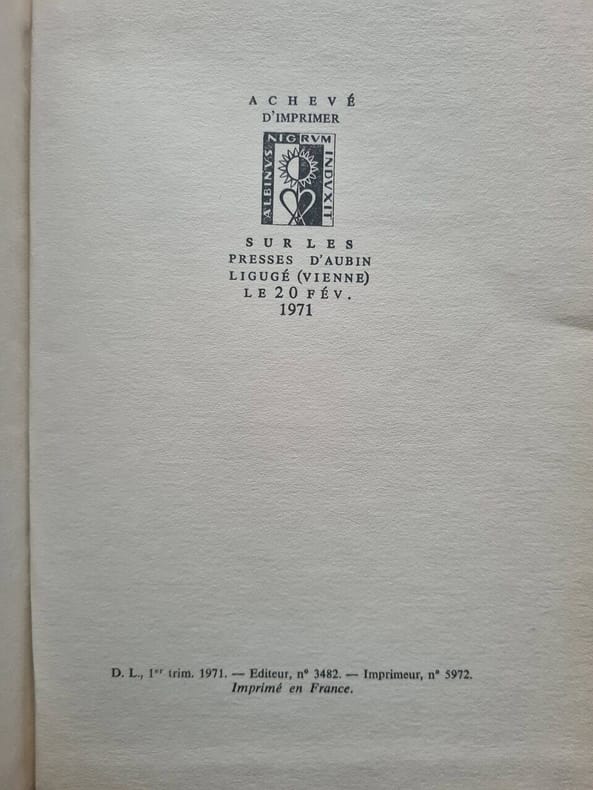 ACHEVÉ
D'IMPRIMER
ALBINVS NIGRVM INDVXIT
SUR LES
PRESSES D'AUBIN
LIGUGÉ (VIENNE)
LE 20 FÉV.
1971
D. L., 1er trim. 1971. — Editeur, n° 3482. — Imprimeur, n° 5972.
Imprimé en France.